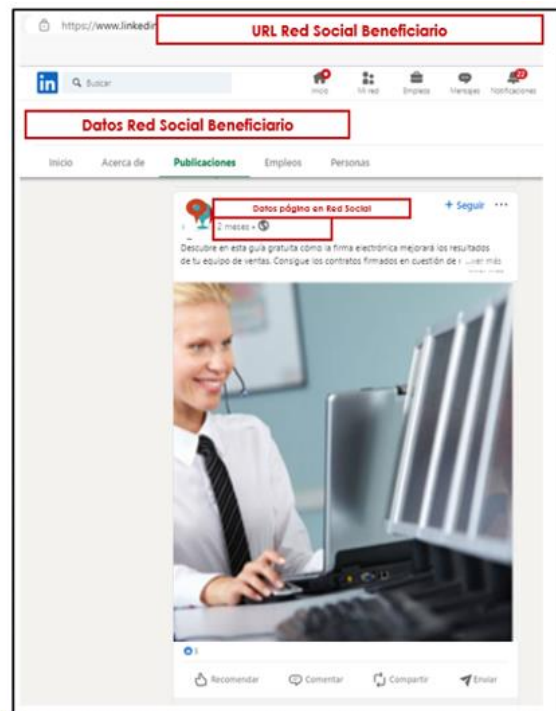 https://www.linkedin
URL Red Social Beneficiario
in
Buscar
Inicio
Mi red
Empleos
Mensajes
22
Notificaciones
Datos Red Social Beneficiario
Inicio
Acerca de
Publicaciones
Empleos
Personas
Datos página en Red Social
+ Seguir ...
2 meses •
Descubre en esta guía gratuita cómo la firma electrónica mejorará los resultados
de tu equipo de ventas. Consigue los contratos firmados en cuestión de
...ver más
Recomendar
Comentar
Compartir
Enviar